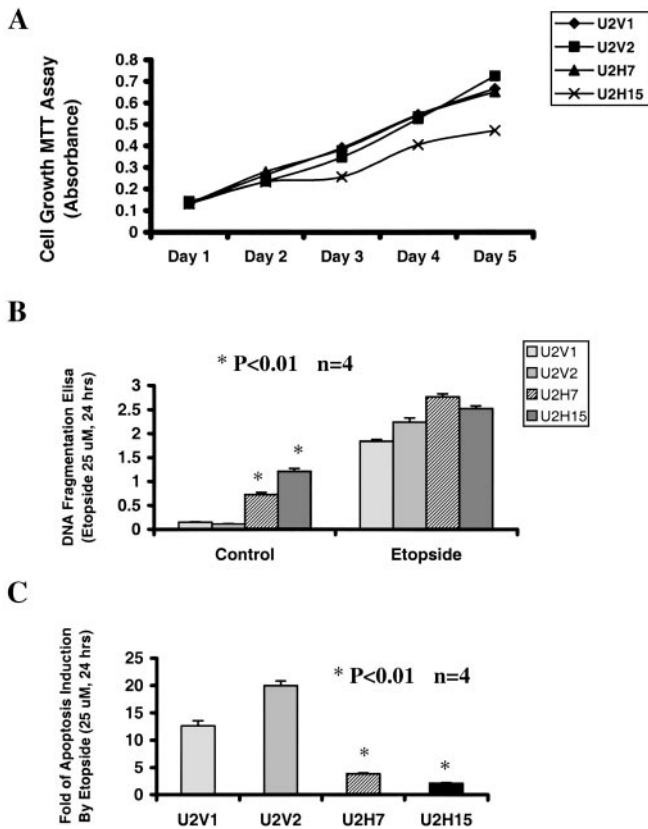 A
U2V1
U2V2
U2H7
U2H15
Cell Growth MTT Assay
(Absorbance)
0.8
0.7
0.6
0.5
0.4
0.3
0.2
0.1
0
Day 1 Day 2 Day 3 Day 4 Day 5
B
* P<0.01 n=4
U2V1
U2V2
U2H7
U2H15
DNA Fragmentation Elisa
(Etopside 25 uM, 24 hrs)
3
2.5
2
1.5
1
0.5
0
* *
Control Etopside
C
* P<0.01 n=4
Fold of Apoptosis Induction
By Etopside (25 uM, 24 hrs)
25
20
15
10
5
0
* *
U2V1 U2V2 U2H7 U2H15